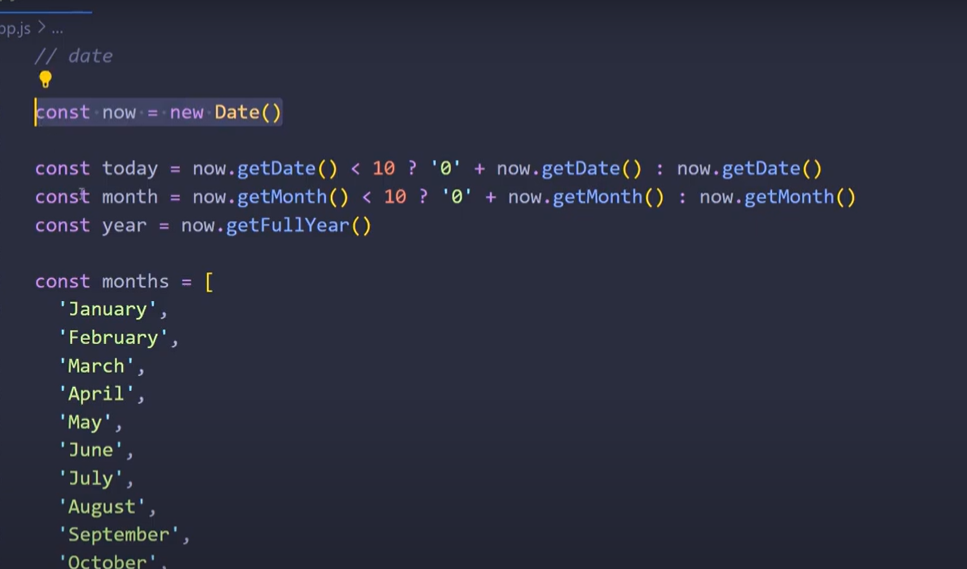 pp.js > ...
// date
const now = new Date()
const today = now.getDate() < 10 ? '0' + now.getDate() : now.getDate()
const month = now.getMonth() < 10 ? '0' + now.getMonth() : now.getMonth()
const year = now.getFullYear()
const months = [
'January',
'February',
'March',
'April',
'May',
'June',
'July',
'August',
'September',
'October',